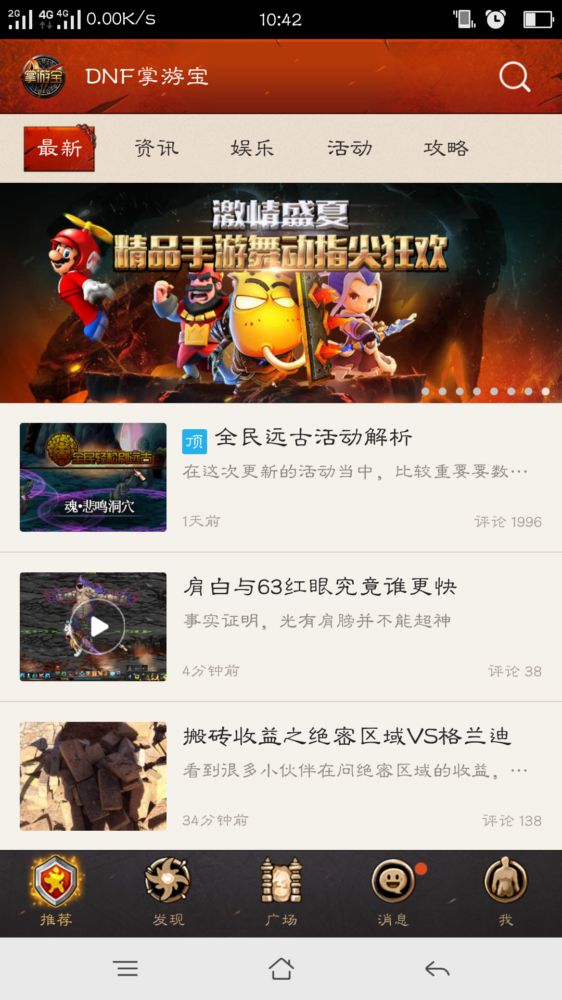 2G 4G 4G 0.00K/s 10:42
掌游宝 DNF掌游宝
最新 资讯 娱乐 活动 攻略
激情盛夏
精品手游舞动指尖狂欢
全民轻松刷远古
魂·悲鸣洞穴
顶 全民远古活动解析
在这次更新的活动当中，比较重要要数…
1天前 评论 1996
肩白与63红眼究竟谁更快
事实证明，光有肩膀并不能超神
4分钟前 评论 38
搬砖收益之绝密区域VS格兰迪
看到很多小伙伴在问绝密区域的收益，…
34分钟前 评论 138
推荐 发现 广场 消息 我